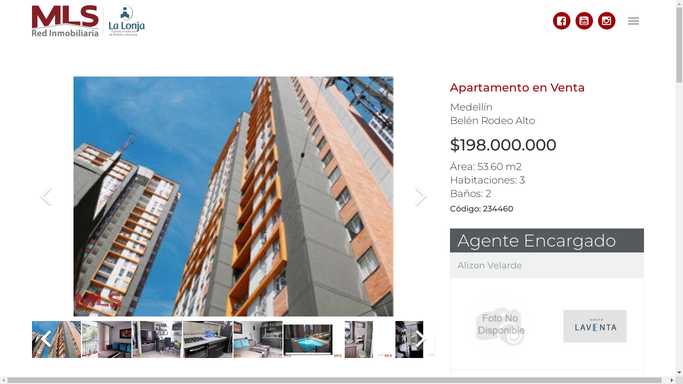 MLS
Red Inmobiliaria
La Lonja
Apartamento en Venta
Medellín
Belén Rodeo Alto
$198.000.000
Área: 53.60 m2
Habitaciones: 3
Baños: 2
Código: 234460
Agente Encargado
Alizon Velarde
Foto No
Disponible
LAVENTA
MLS